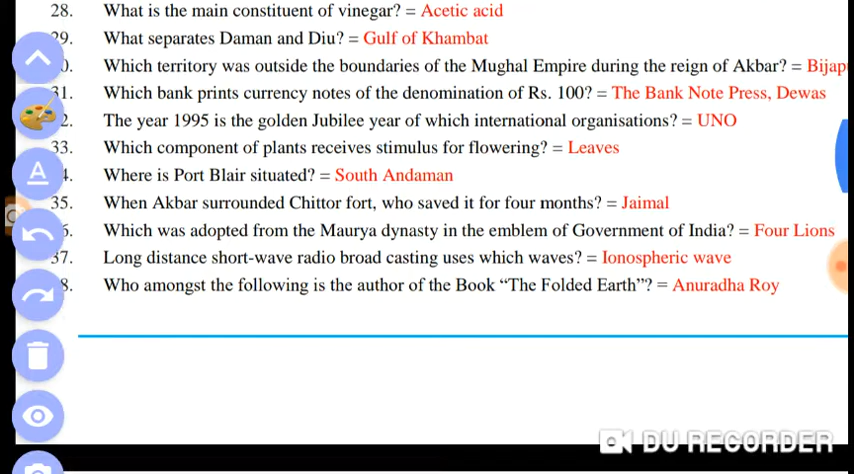 28. What is the main constituent of vinegar? = Acetic acid
29. What separates Daman and Diu? = Gulf of Khambat
0. Which territory was outside the boundaries of the Mughal Empire during the reign of Akbar? = Bijap
31. Which bank prints currency notes of the denomination of Rs. 100? = The Bank Note Press, Dewas
2. The year 1995 is the golden Jubilee year of which international organisations? = UNO
33. Which component of plants receives stimulus for flowering? = Leaves
4. Where is Port Blair situated? = South Andaman
35. When Akbar surrounded Chittor fort, who saved it for four months? = Jaimal
6. Which was adopted from the Maurya dynasty in the emblem of Government of India? = Four Lions
37. Long distance short-wave radio broad casting uses which waves? = Ionospheric wave
8. Who amongst the following is the author of the Book “The Folded Earth”? = Anuradha Roy
A
DU RECORDER